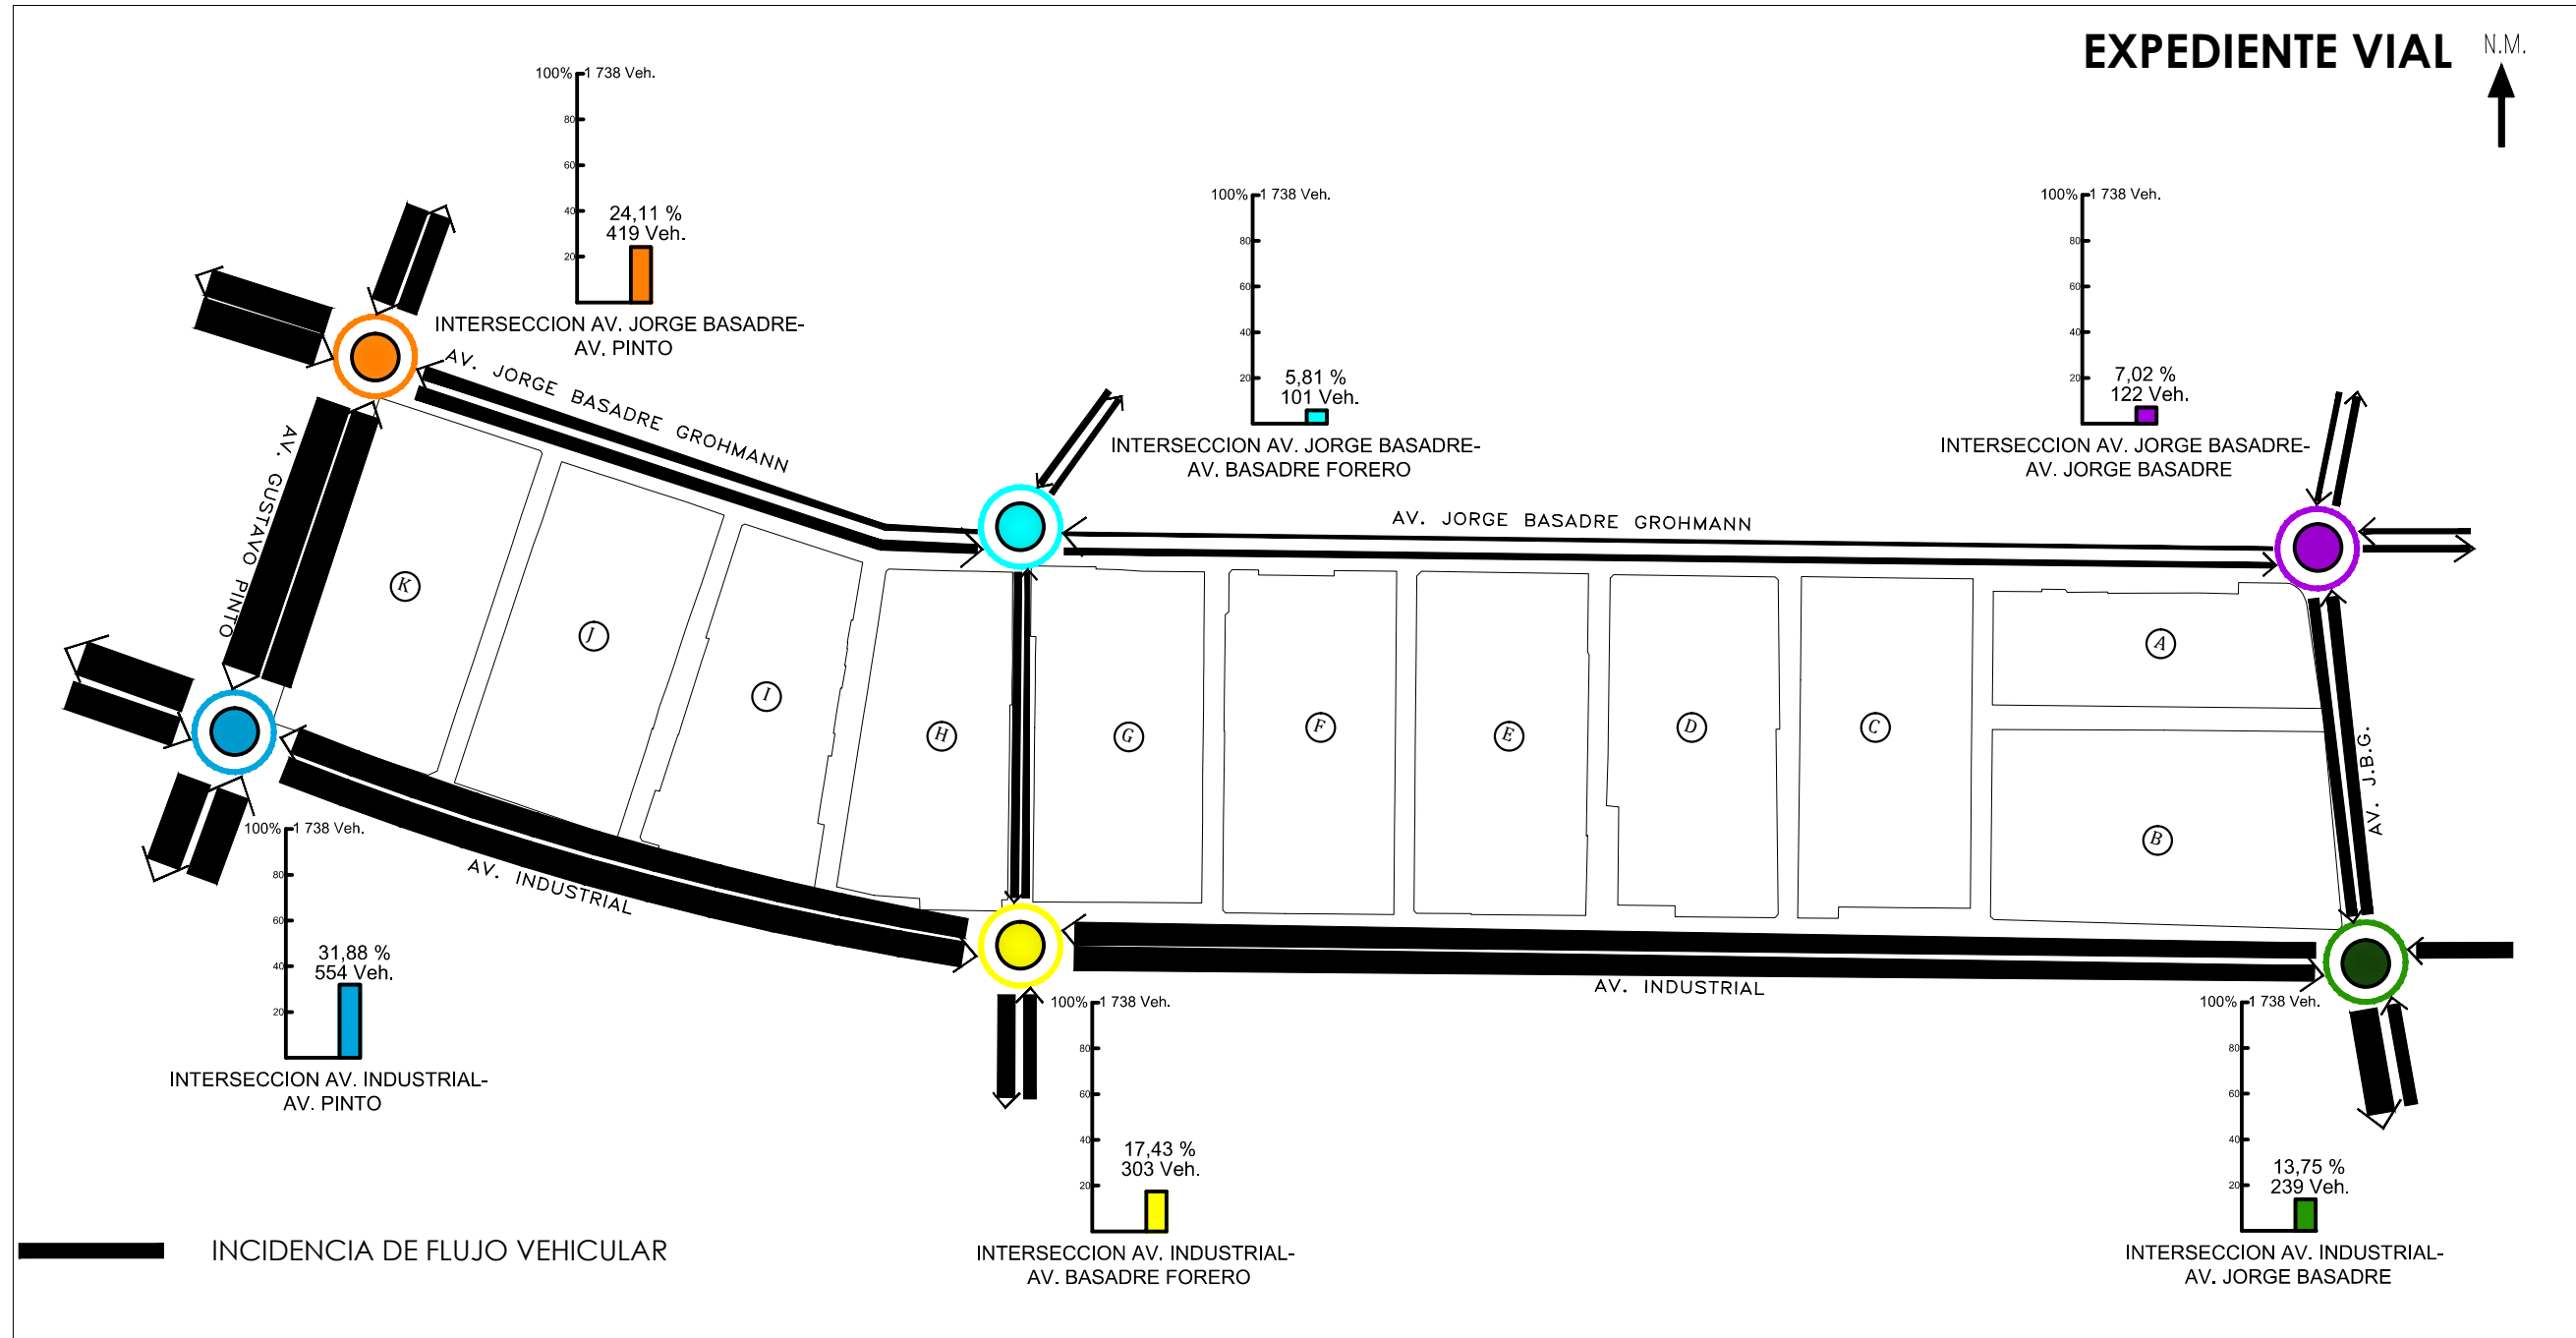 EXPEDIENTE VIAL
N.M.
100% 1 738 Veh.
80
60
40
20
24,11 %
419 Veh.
INTERSECCION AV. JORGE BASADRE-
AV. PINTO
100% 1 738 Veh.
80
60
40
20
5,81 %
101 Veh.
INTERSECCION AV. JORGE BASADRE-
AV. BASADRE FORERO
100% 1 738 Veh.
80
60
40
20
7,02 %
122 Veh.
INTERSECCION AV. JORGE BASADRE-
AV. JORGE BASADRE
AV. JORGE BASADRE GROHMANN
AV. JORGE BASADRE GROHMANN
AV. GUSTAVO PINTO
K
J
I
H
G
F
E
D
C
A
B
AV. J.B.G.
AV. INDUSTRIAL
AV. INDUSTRIAL
100% 1 738 Veh.
80
60
40
20
31,88 %
554 Veh.
INTERSECCION AV. INDUSTRIAL-
AV. PINTO
100% 1 738 Veh.
80
60
40
20
17,43 %
303 Veh.
INTERSECCION AV. INDUSTRIAL-
AV. BASADRE FORERO
100% 1 738 Veh.
80
60
40
20
13,75 %
239 Veh.
INTERSECCION AV. INDUSTRIAL-
AV. JORGE BASADRE
INCIDENCIA DE FLUJO VEHICULAR